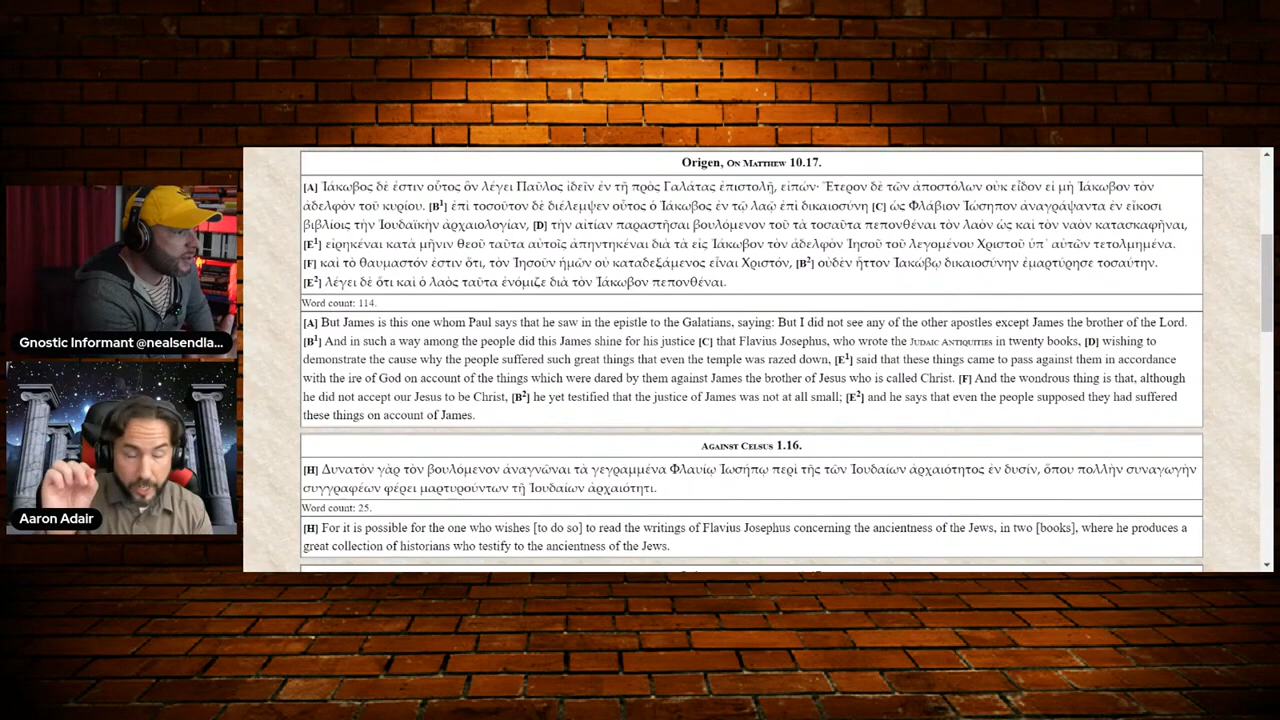 Origen, On Matthew 10.17.
[A] Ἰάκωβος δέ ἐστιν οὗτος ὃν λέγει Παῦλος ἰδεῖν ἐν τῇ πρὸς Γαλάτας ἐπιστολῇ, εἰπών· Ἕτερον δὲ τῶν ἀποστόλων οὐκ εἶδον εἰ μὴ Ἰάκωβον τὸν
ἀδελφὸν τοῦ κυρίου. [B¹] ἐπὶ τοσοῦτον δὲ διέλεμψεν οὗτος ὁ Ἰάκωβος ἐν τῷ λαῷ ἐπὶ δικαιοσύνη [C] ὡς Φλάβιον Ἰώσηπον ἀναγράψαντα ἐν εἴκοσι
βιβλίοις τὴν Ἰουδαϊκὴν ἀρχαιολογίαν, [D] τὴν αἰτίαν παραστῆσαι βουλόμενον τοῦ τὰ τοσαῦτα πεπονθέναι τὸν λαὸν ὡς καὶ τὸν ναὸν κατασκαφῆναι,
[E¹] εἰρηκέναι κατὰ μῆνιν θεοῦ ταῦτα αὐτοῖς ἀπηντηκέναι διὰ τὰ εἰς Ἰάκωβον τὸν ἀδελφὸν Ἰησοῦ τοῦ λεγομένου Χριστοῦ ὑπ' αὐτῶν τετολμημένα.
[F] καὶ τὸ θαυμαστόν ἐστιν ὅτι, τὸν Ἰησοῦν ἡμῶν οὐ καταδεξάμενος εἶναι Χριστόν, [B²] οὐδὲν ἧττον Ἰακώβῳ δικαιοσύνην ἐμαρτύρησε τοσαύτην.
[E²] λέγει δὲ ὅτι καὶ ὁ λαὸς ταῦτα ἐνόμιζε διὰ τὸν Ἰάκωβον πεπονθέναι.
Word count: 114.
[A] But James is this one whom Paul says that he saw in the epistle to the Galatians, saying: But I did not see any of the other apostles except James the brother of the Lord.
[B¹] And in such a way among the people did this James shine for his justice [C] that Flavius Josephus, who wrote the Judaic Antiquities in twenty books, [D] wishing to
demonstrate the cause why the people suffered such great things that even the temple was razed down, [E¹] said that these things came to pass against them in accordance
with the ire of God on account of the things which were dared by them against James the brother of Jesus who is called Christ. [F] And the wondrous thing is that, although
he did not accept our Jesus to be Christ, [B²] he yet testified that the justice of James was not at all small; [E²] and he says that even the people supposed they had suffered
these things on account of James.
Against Celsus 1.16.
[H] Δυνατὸν γὰρ τὸν βουλόμενον ἀναγνῶναι τὰ γεγραμμένα Φλαυίῳ Ἰωσήπῳ περὶ τῆς τῶν Ἰουδαίων ἀρχαιότητος ἐν δυσίν, ὅπου πολλὴν συναγωγὴν
συγγραφέων φέρει μαρτυρούντων τῇ Ἰουδαίων ἀρχαιότητι.
Word count: 25.
[H] For it is possible for the one who wishes [to do so] to read the writings of Flavius Josephus concerning the ancientness of the Jews, in two [books], where he produces a
great collection of historians who testify to the ancientness of the Jews.
Gnostic Informant @nealsendla...
Aaron Adair